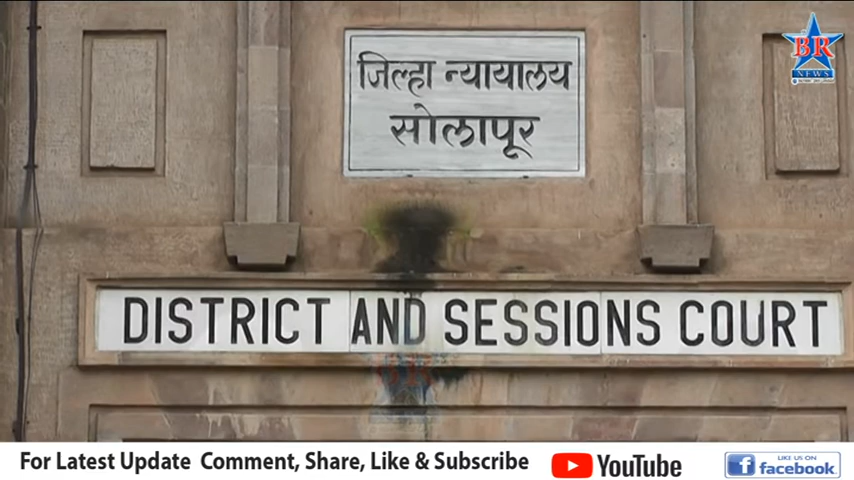 जिल्हा न्यायालय
सोलापूर
BR
NEWS
DISTRICT AND SESSIONS COURT
For Latest Update Comment, Share, Like & Subscribe
YouTube
LIKE US ON
facebook